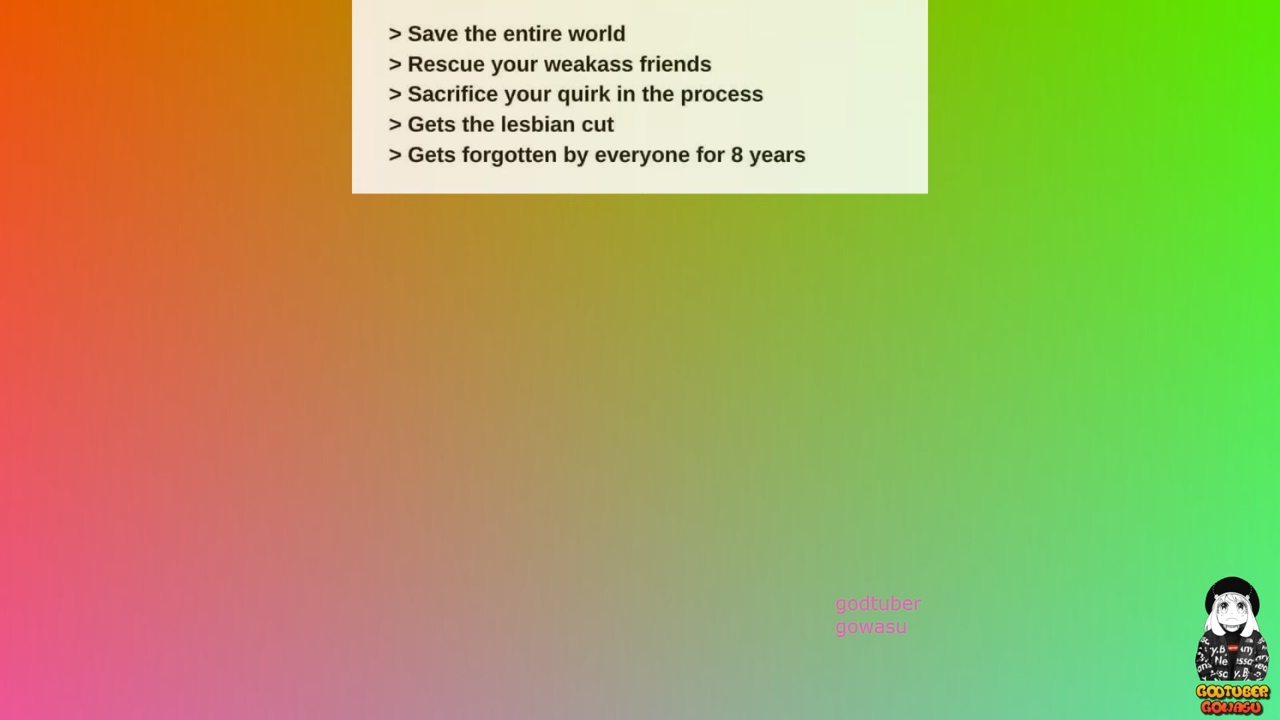 > Save the entire world
> Rescue your weakass friends
> Sacrifice your quirk in the process
> Gets the lesbian cut
> Gets forgotten by everyone for 8 years
godtuber
gowasu
GODTUBER
GOWASU